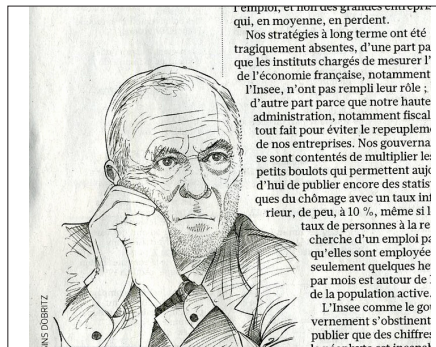 l'emploi, et non des grandes entrepris
qui, en moyenne, en perdent.
Nos stratégies à long terme ont été
tragiquement absentes, d'une part pa
que les instituts chargés de mesurer l'
de l'économie française, notamment
l'Insee, n'ont pas rempli leur rôle ;
d'autre part parce que notre haute
administration, notamment fiscal
tout fait pour éviter le repeupleme
de nos entreprises. Nos gouverna
se sont contentés de multiplier les
petits boulots qui permettent aujo
d'hui de publier encore des statis
ques du chômage avec un taux inf
rieur, de peu, à 10 %, même si l
taux de personnes à la re
cherche d'un emploi pa
qu'elles sont employée
seulement quelques he
par mois est autour de
de la population active.
L'Insee comme le gou
vernement s'obstinent
publier que des chiffres
INS DOBRITZ